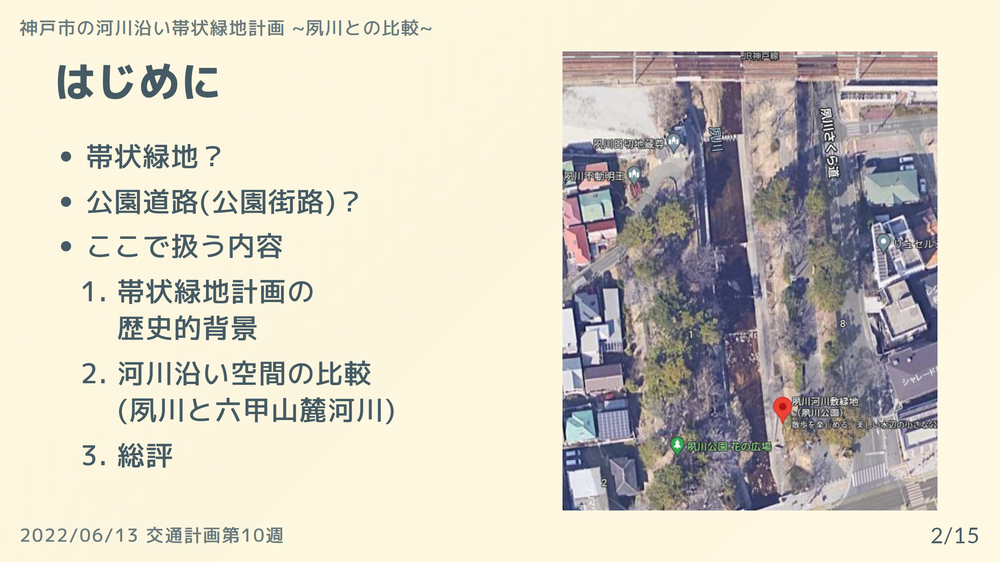 神戸市の河川沿い帯状緑地計画 ~夙川との比較~
はじめに
• 帯状緑地？
• 公園道路(公園街路)？
• ここで扱う内容
1. 帯状緑地計画の
歴史的背景
2. 河川沿い空間の比較
(夙川と六甲山麓河川)
3. 総評
JR神戸線
夙川さくら道
夙川
夙川日切地蔵尊
夙川不動明王
リュセルシ
8
1
シャレード
夙川河川敷緑地
（夙川公園）
散歩を楽しめる、美しい水辺の小さな公
夙川公園 花の広場
2
2022/06/13 交通計画第10週
2/15